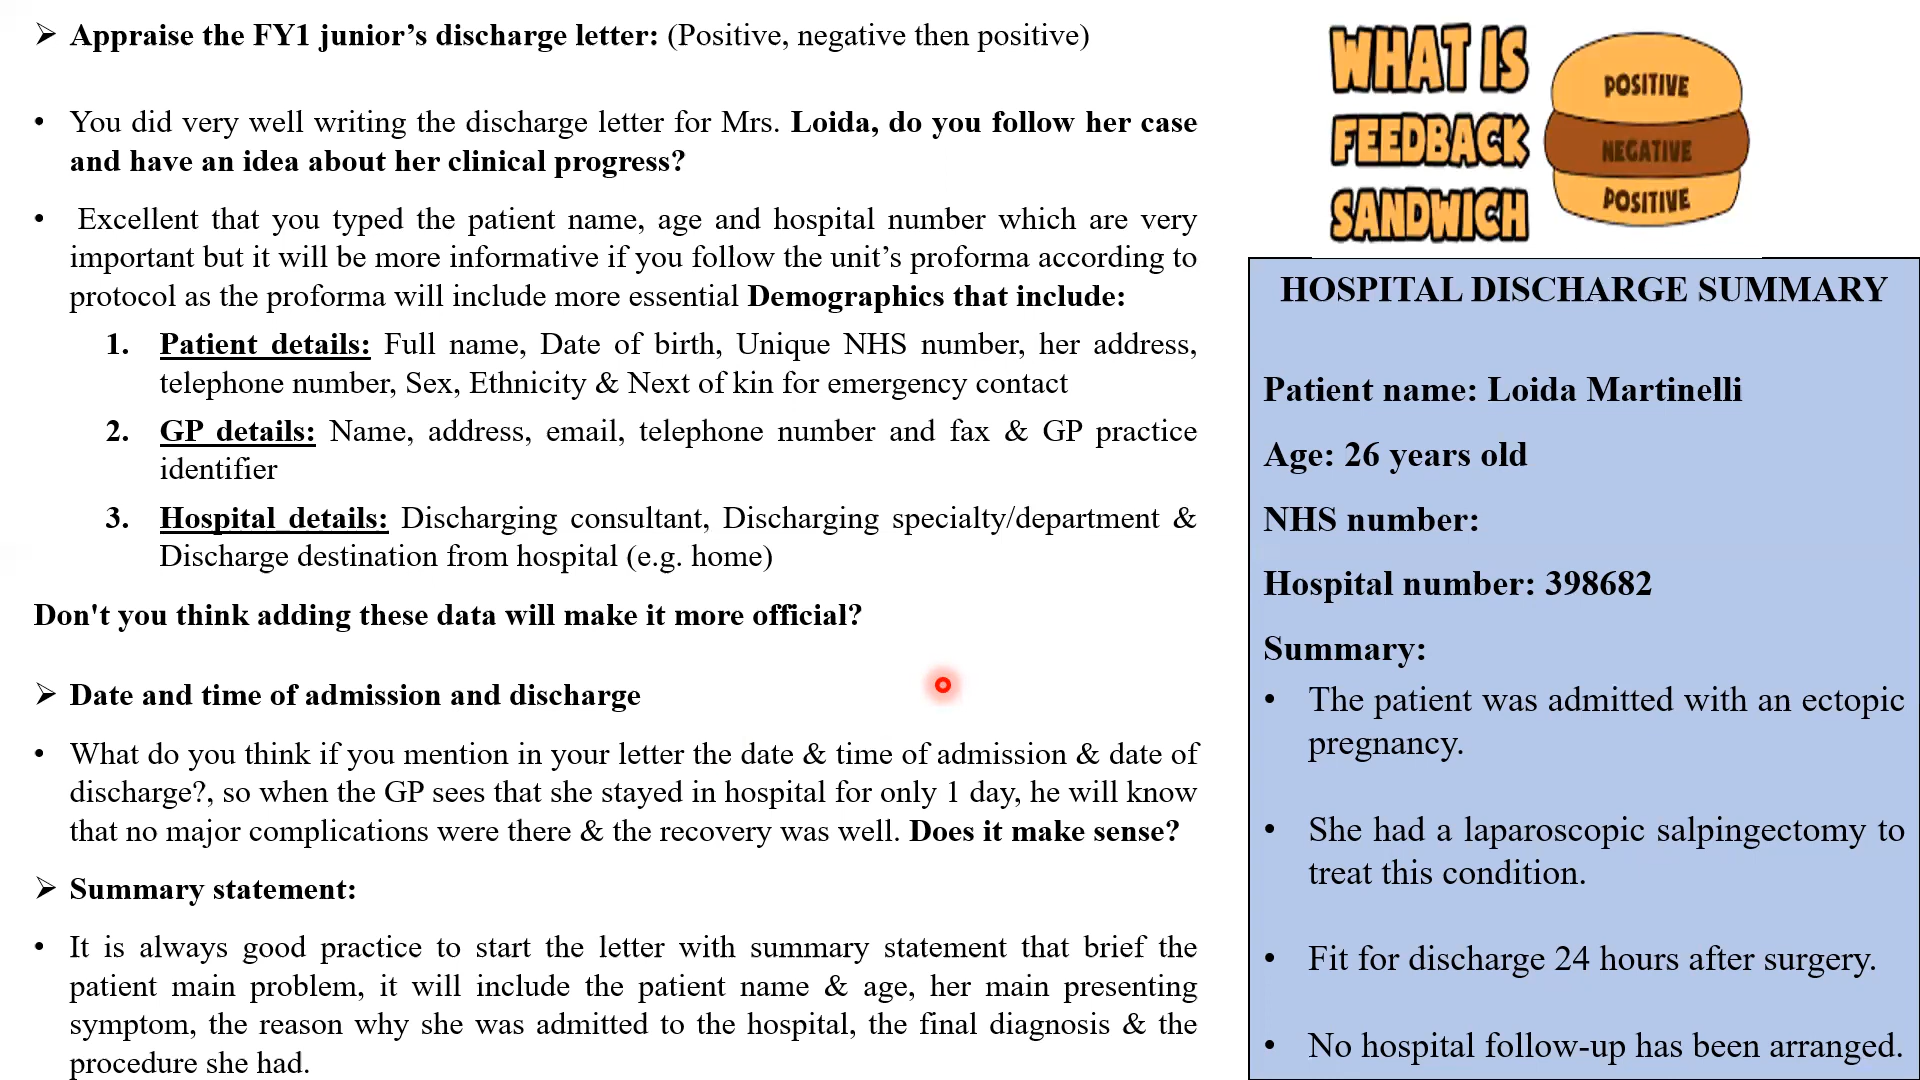 ➢ Appraise the FY1 junior’s discharge letter: (Positive, negative then positive)
• You did very well writing the discharge letter for Mrs. Loida, do you follow her case
and have an idea about her clinical progress?
• Excellent that you typed the patient name, age and hospital number which are very
important but it will be more informative if you follow the unit’s proforma according to
protocol as the proforma will include more essential Demographics that include:
1. Patient details: Full name, Date of birth, Unique NHS number, her address,
telephone number, Sex, Ethnicity & Next of kin for emergency contact
2. GP details: Name, address, email, telephone number and fax & GP practice
identifier
3. Hospital details: Discharging consultant, Discharging specialty/department &
Discharge destination from hospital (e.g. home)
Don't you think adding these data will make it more official?
➢ Date and time of admission and discharge
• What do you think if you mention in your letter the date & time of admission & date of
discharge?, so when the GP sees that she stayed in hospital for only 1 day, he will know
that no major complications were there & the recovery was well. Does it make sense?
➢ Summary statement:
• It is always good practice to start the letter with summary statement that brief the
patient main problem, it will include the patient name & age, her main presenting
symptom, the reason why she was admitted to the hospital, the final diagnosis & the
procedure she had.
WHAT IS
FEEDBACK
SANDWICH
POSITIVE
NEGATIVE
POSITIVE
HOSPITAL DISCHARGE SUMMARY
Patient name: Loida Martinelli
Age: 26 years old
NHS number:
Hospital number: 398682
Summary:
• The patient was admitted with an ectopic
pregnancy.
• She had a laparoscopic salpingectomy to
treat this condition.
• Fit for discharge 24 hours after surgery.
• No hospital follow-up has been arranged.